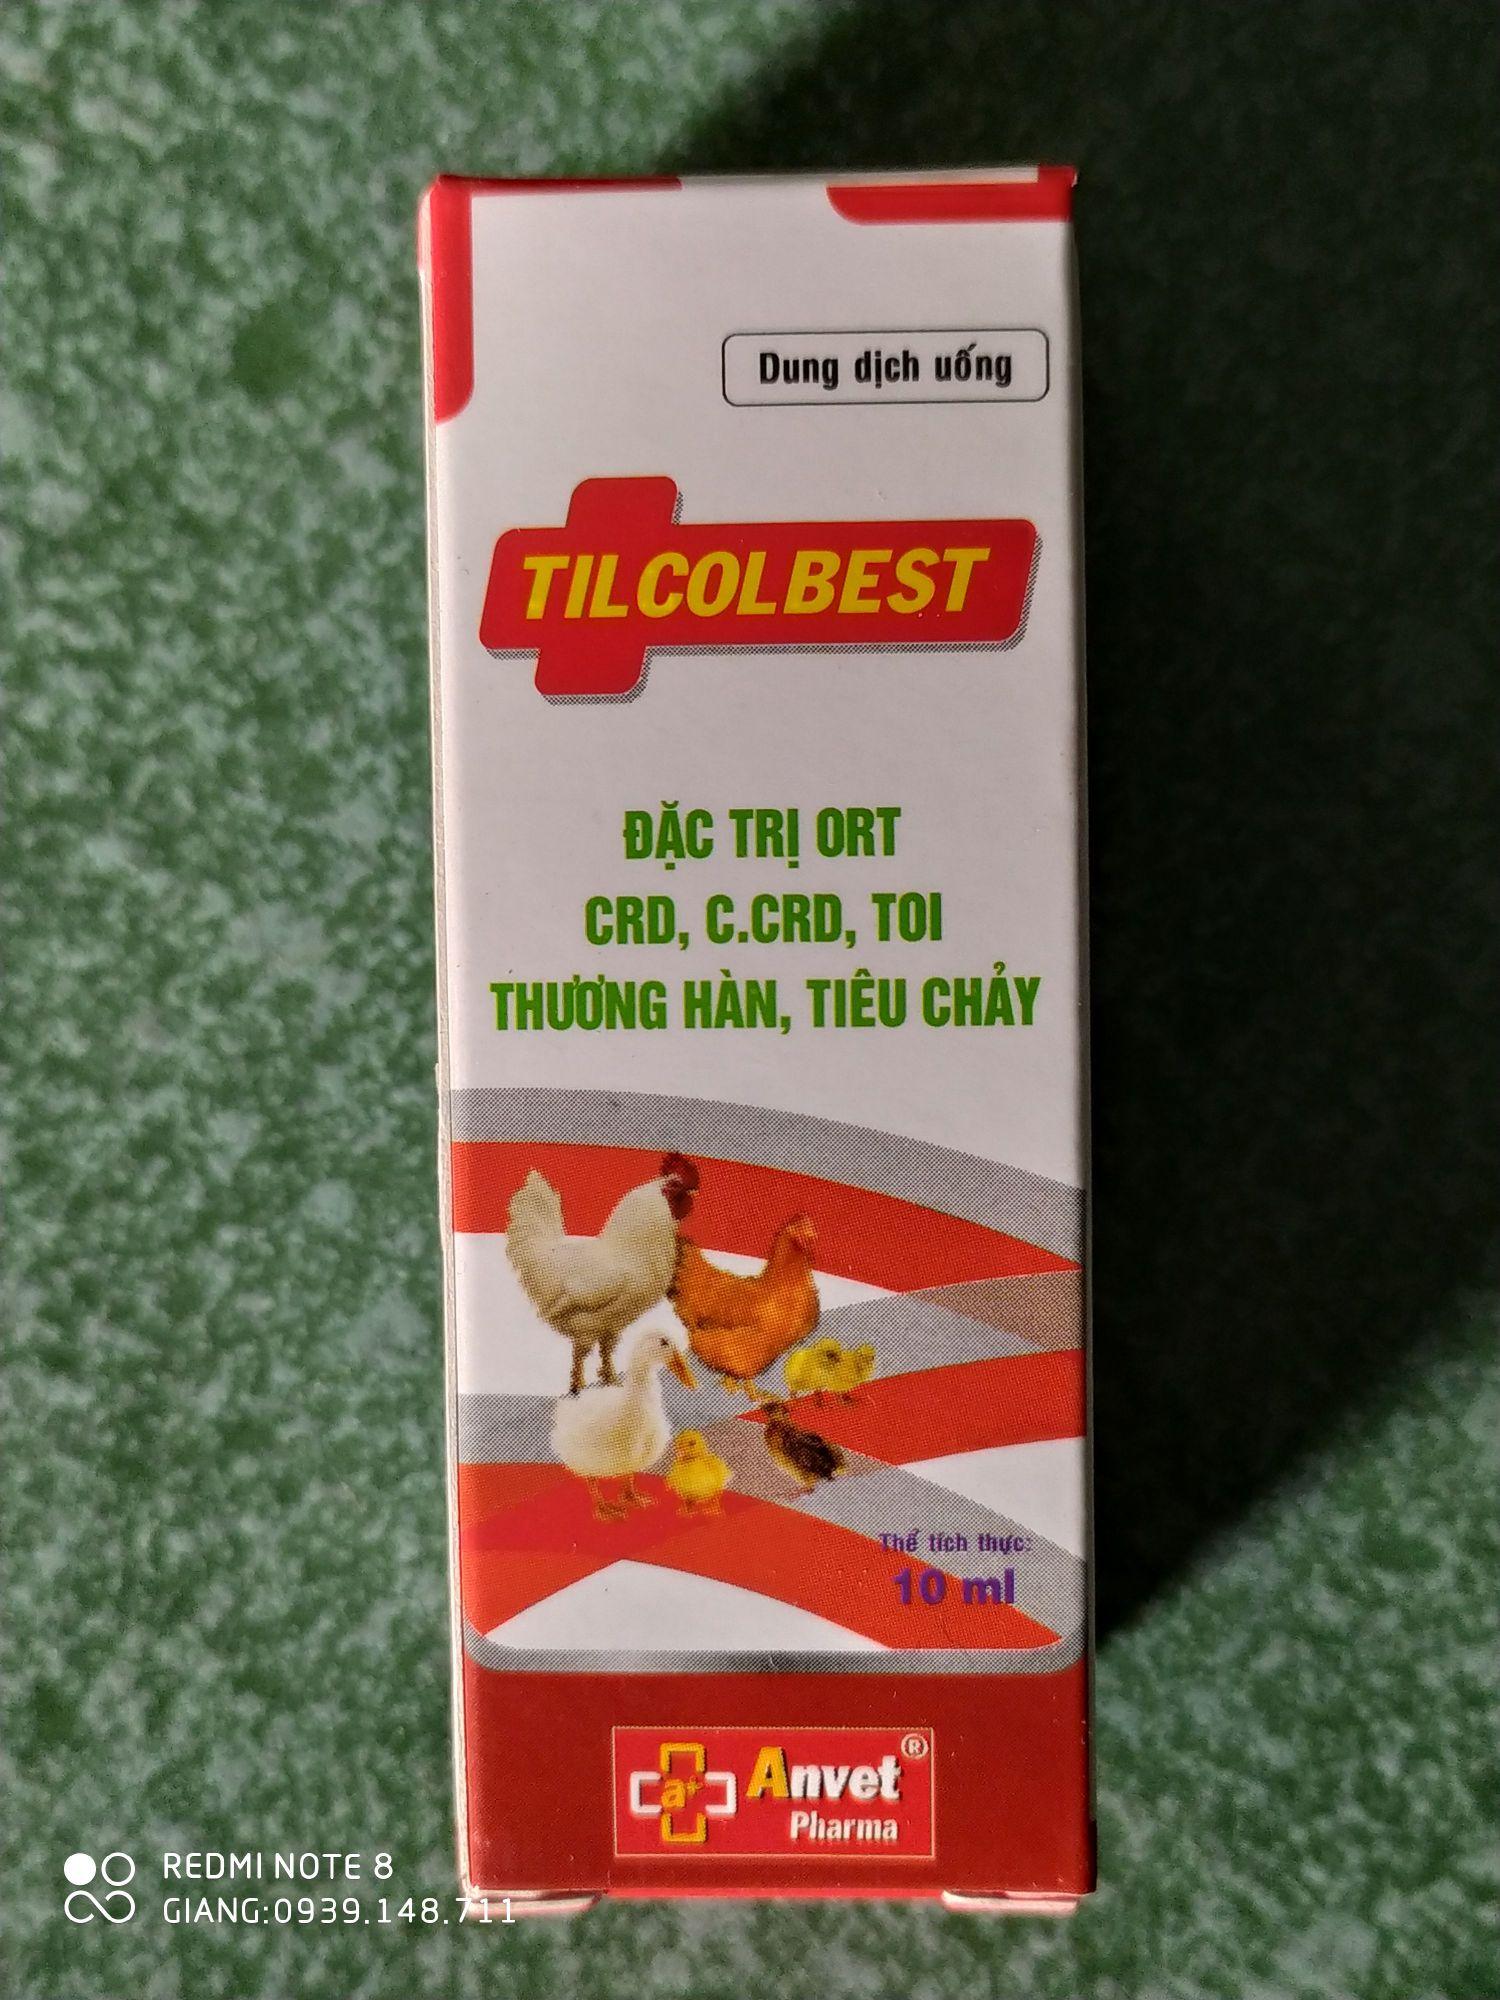 Dung dịch uống
TILCOLBEST
ĐẶC TRỊ ORT
CRD, C.CRD, TOI
THƯƠNG HÀN, TIÊU CHẢY
Thể tích thực:
10 ml
a+ Anvet®
Pharma
REDMI NOTE 8
GIANG:0939.148.711